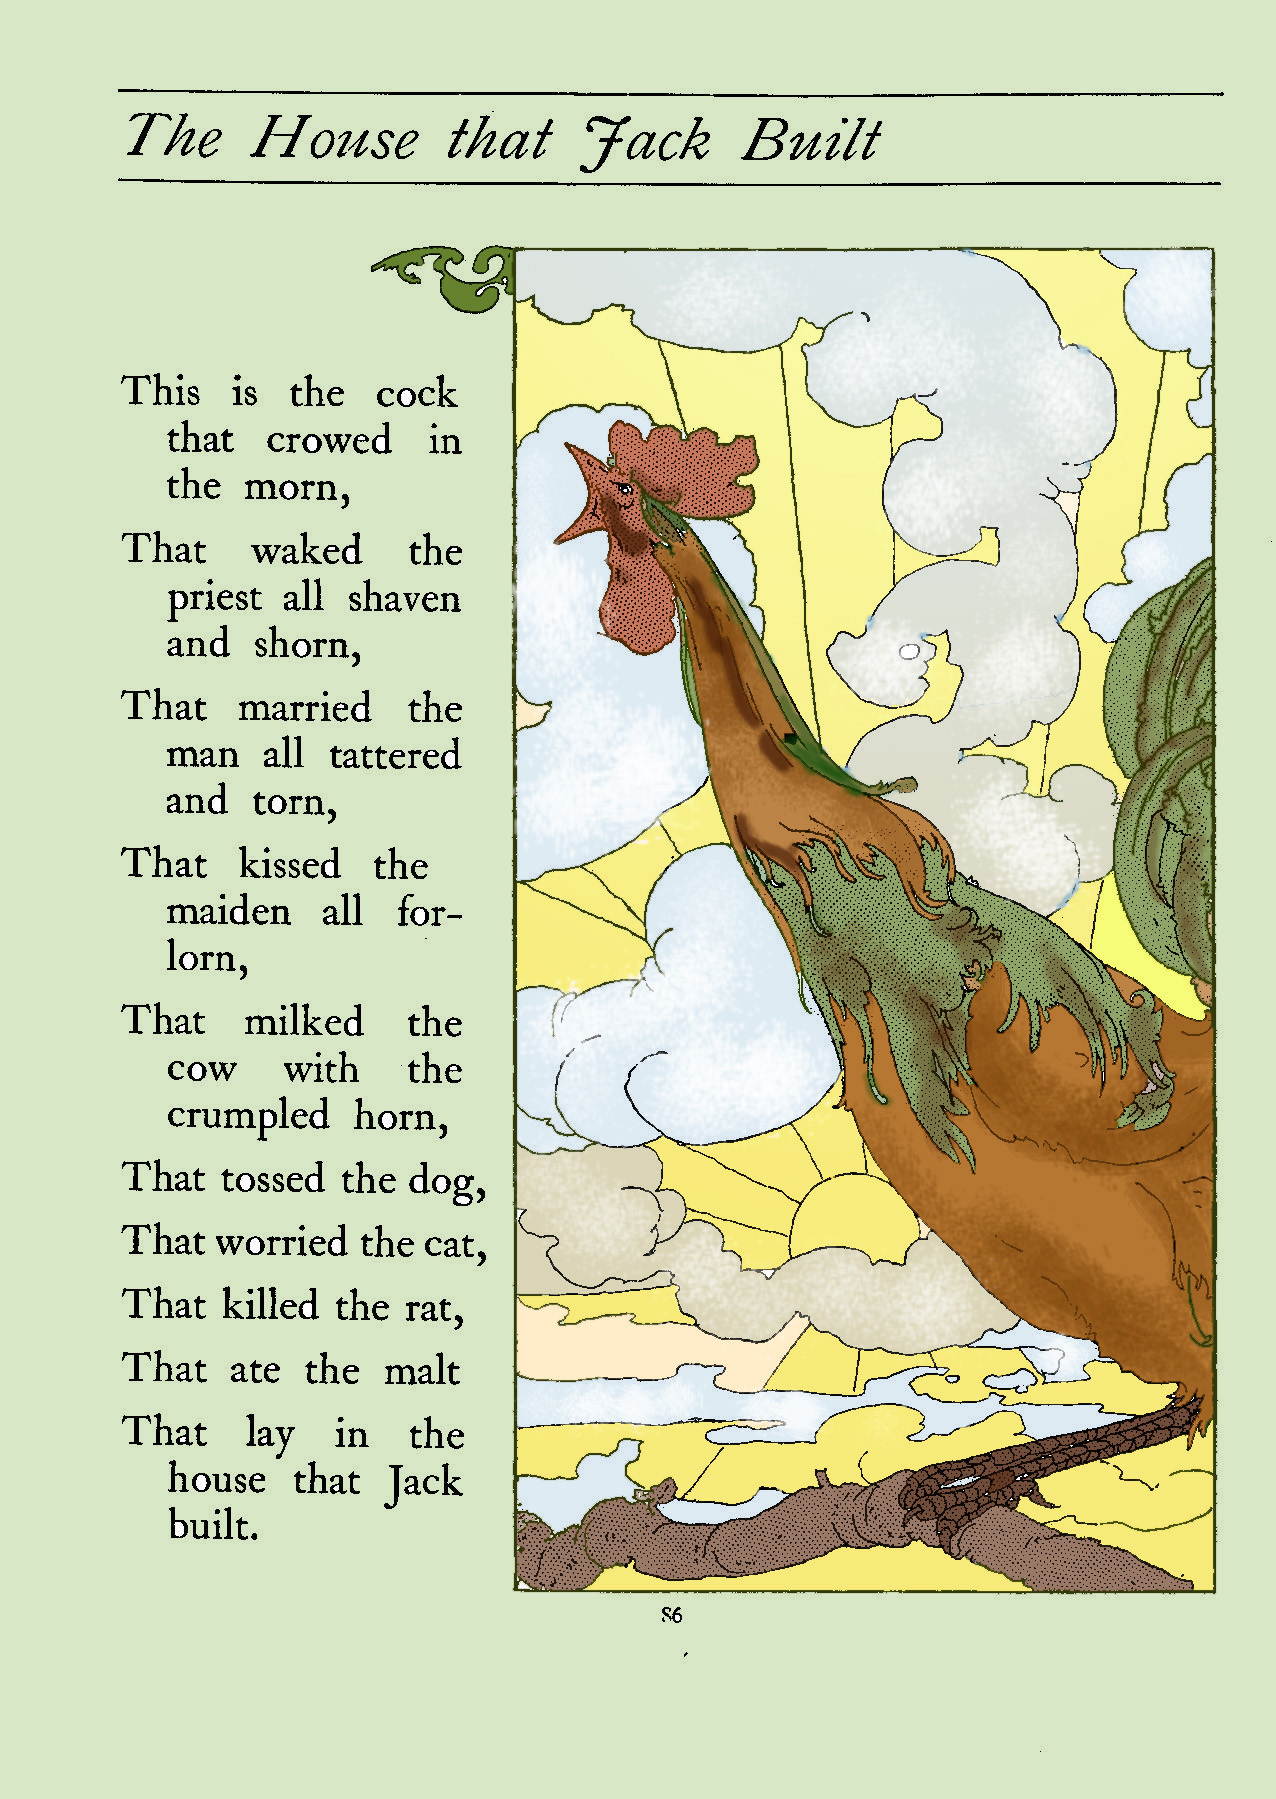 The House that Jack Built
This is the cock
that crowed in
the morn,
That waked the
priest all shaven
and shorn,
That married the
man all tattered
and torn,
That kissed the
maiden all for-
lorn,
That milked the
cow with the
crumpled horn,
That tossed the dog,
That worried the cat,
That killed the rat,
That ate the malt
That lay in the
house that Jack
built.
86